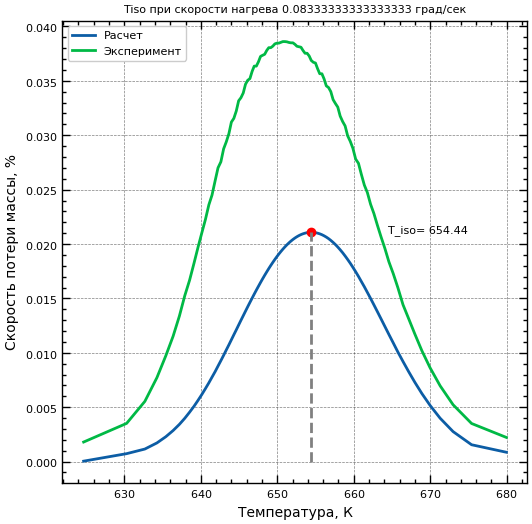 Tiso при скорости нагрева 0.08333333333333333 град/сек
Расчет
Эксперимент
0.040
0.035
0.030
0.025
0.020
0.015
0.010
0.005
0.000
Скорость потери массы, %
T_iso= 654.44
630 640 650 660 670 680
Температура, К